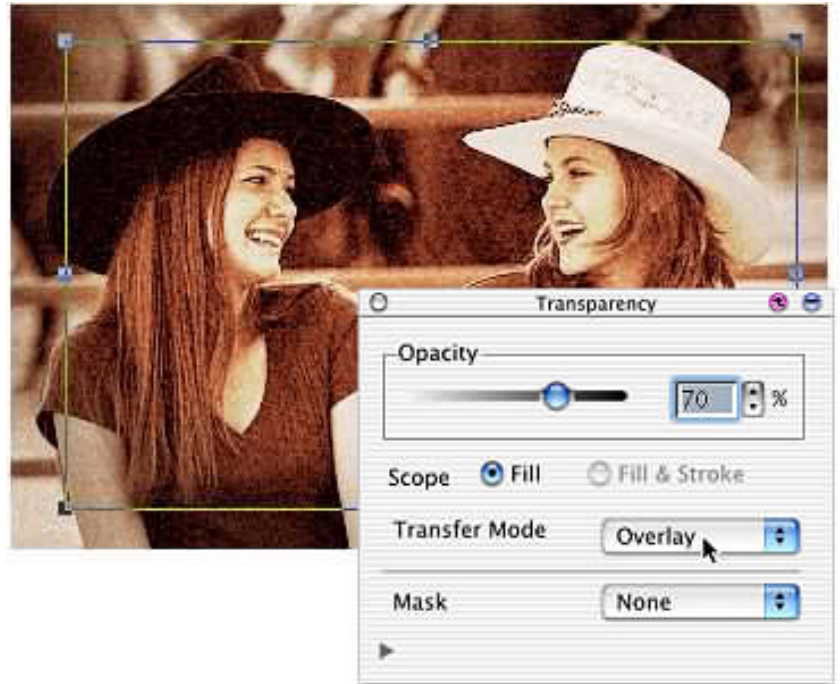 Transparency
Opacity
70 %
Scope Fill Fill & Stroke
Transfer Mode Overlay
Mask None